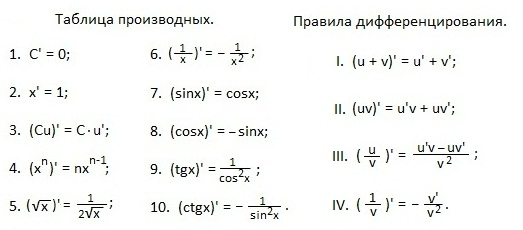 Таблица производных.
1. C' = 0;
2. x' = 1;
3. (Cu)' = C · u';
4. (xⁿ)' = nxⁿ⁻¹;
5. (√x)' = 1/(2√x);
6. (1/x)' = – 1/x²;
7. (sinx)' = cosx;
8. (cosx)' = – sinx;
9. (tgx)' = 1/cos²x;
10. (ctgx)' = – 1/sin²x.
Правила дифференцирования.
I. (u + v)' = u' + v';
II. (uv)' = u'v + uv';
III. (u/v)' = (u'v – uv')/v²;
IV. (1/v)' = – v'/v².